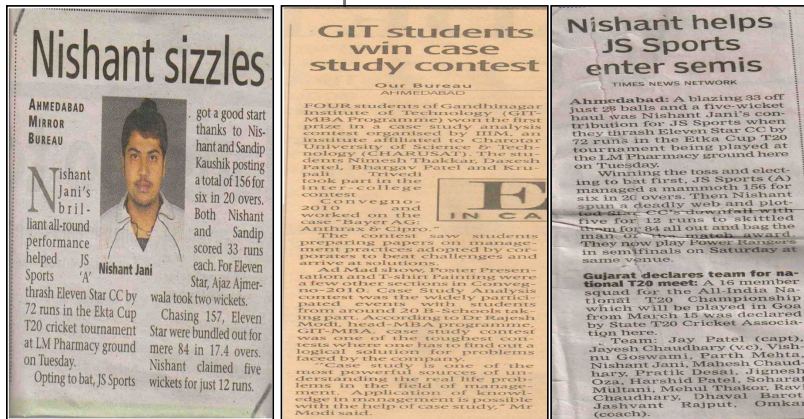 Nishant sizzles
AHMEDABAD
MIRROR
BUREAU
Nishant
Jani's
bril-
liant all-round
performance
helped JS
Sports 'A'
thrash Eleven Star CC by
72 runs in the Ekta Cup
T20 cricket tournament
at LM Pharmacy ground
on Tuesday.
Opting to bat, JS Sports
Nishant Jani
got a good start
thanks to Nis-
hant and Sandip
Kaushik posting
a total of 156 for
six in 20 overs.
Both Nishant
and Sandip
scored 33 runs
each. For Eleven
Star, Ajaz Ajmer-
wala took two wickets.
Chasing 157, Eleven
Star were bundled out for
mere 84 in 17.4 overs.
Nishant claimed five
wickets for just 12 runs.
GIT students
win case
study contest
Our Bureau
AHMEDABAD
FOUR students of Gandhinagar
Institute of Technology (GIT-
MBA Programme) won the first
prize in a case study analysis
contest organised by IIIM, an
institute affiliated to Charotar
University of Science & Tech-
nology (CHARUSAT). The stu-
dents Nimesh Thakkar, Daxesh
Patel, Bhargav Patel and Kru-
pali Trivedi
took part in the
inter-college
contest
Convegno-
2010 and
worked on the
case "Bayer AG:
Anthrax & Cipro."
E
IN CA
The contest saw students
preparing papers on manage-
ment practices adopted by cor-
porates to beat challenges and
arrive at solutions.
Ad Mad show, Poster Presen-
tation and T-shirt Painting were
a few other sections in Conveg-
no-2010. Case Study Analysis
contest was the widely partici-
pated events with students
from around 20 B-Schools tak-
ing part. According to Dr Rajesh
Modi, head-MBA programme,
GIT-MBA, case study contest
was one of the toughest con-
tests where one has to find out a
logical solution for problems
faced by the company.
"Case study is one of the
most powerful sources of un-
derstanding the real life prob-
lems in the field of manage-
ment. Application of knowl-
edge in management is possible
with the help of case study," Mr
Modi said.
Nishant helps
JS Sports
enter semis
TIMES NEWS NETWORK
Ahmedabad: A blazing 33 off
just 28 balls and a five-wicket
haul was Nishant Jani's con-
tribution for JS Sports when
they thrash Eleven Star CC by
72 runs in the Etka Cup T20
tournament being played at
the LM Pharmacy ground here
on Tuesday.
Winning the toss and elect-
ing to bat first, JS Sports (A)
managed a mammoth 156 for
six in 20 overs. Then Nishant
spun a deadly web and plot-
ted Star CC's downfall with
five for 12 runs to skittled
them for 84 all out and bag the
man of the match award.
They now play Power Rangers
in semifinals on Saturday at
same venue.
Gujarat declares team for na-
tional T20 meet: A 16 member
squad for the All-India Na-
tional T20 Championship
which will be played in Goa
from March 15 was declared
by State T20 Cricket Associa-
tion here.
Team: Jay Patel (capt),
Jayesh Chaudhary (v.c), Vish-
nu Goswami, Parth Mehta,
Nishant Jani, Mahesh Chaud-
hary, Pratik Desai, Jignesh
Oza, Harshid Patel, Soharat
Multani, Mehul Thakor, Ravi
Chaudhary, Dhaval Barot
Jashvant Rajput, Omkar
(coach).